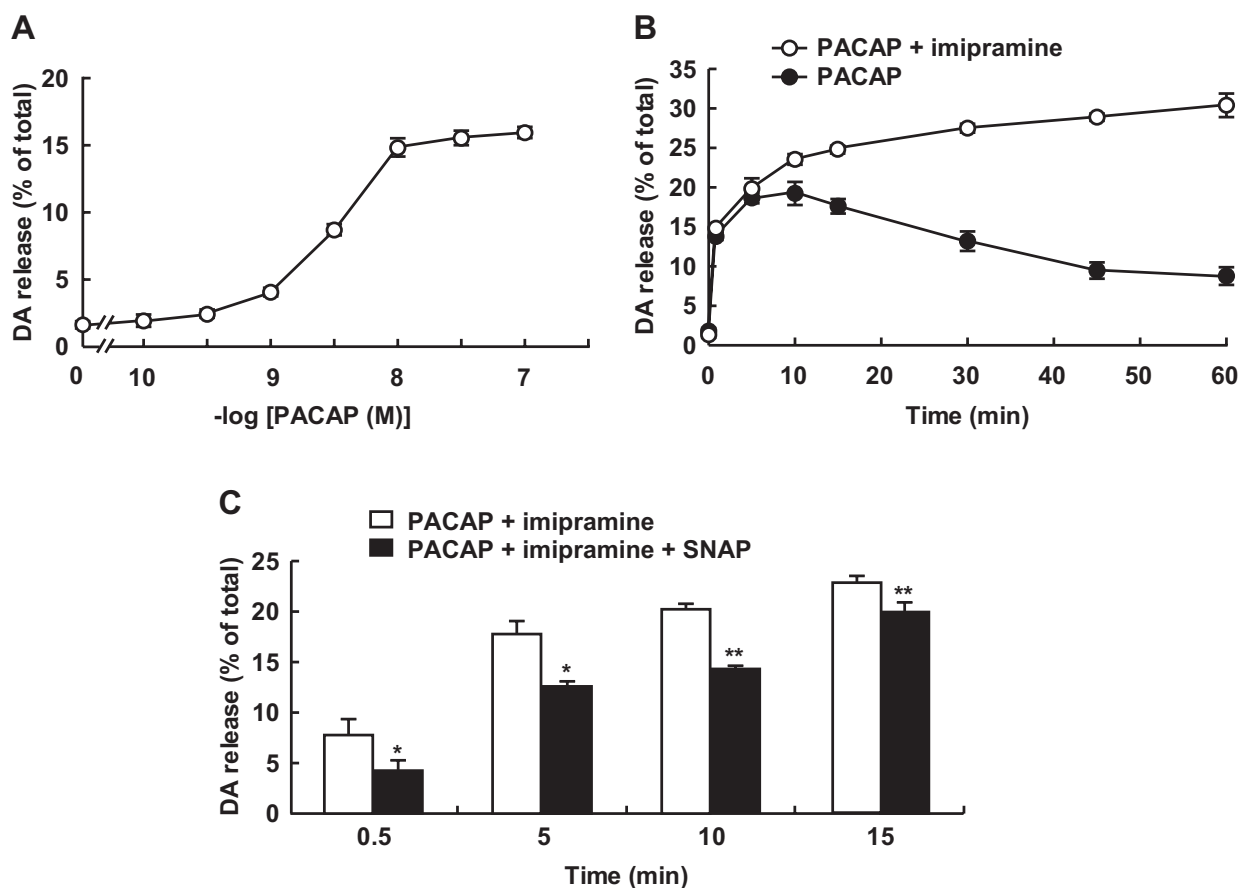 A
DA release (% of total)
20
15
10
5
0
0 10 9 8 7
-log [PACAP (M)]
B
PACAP + imipramine
PACAP
DA release (% of total)
35
30
25
20
15
10
5
0
0 10 20 30 40 50 60
Time (min)
C
PACAP + imipramine
PACAP + imipramine + SNAP
DA release (% of total)
25
20
15
10
5
0
* * ** **
0.5 5 10 15
Time (min)